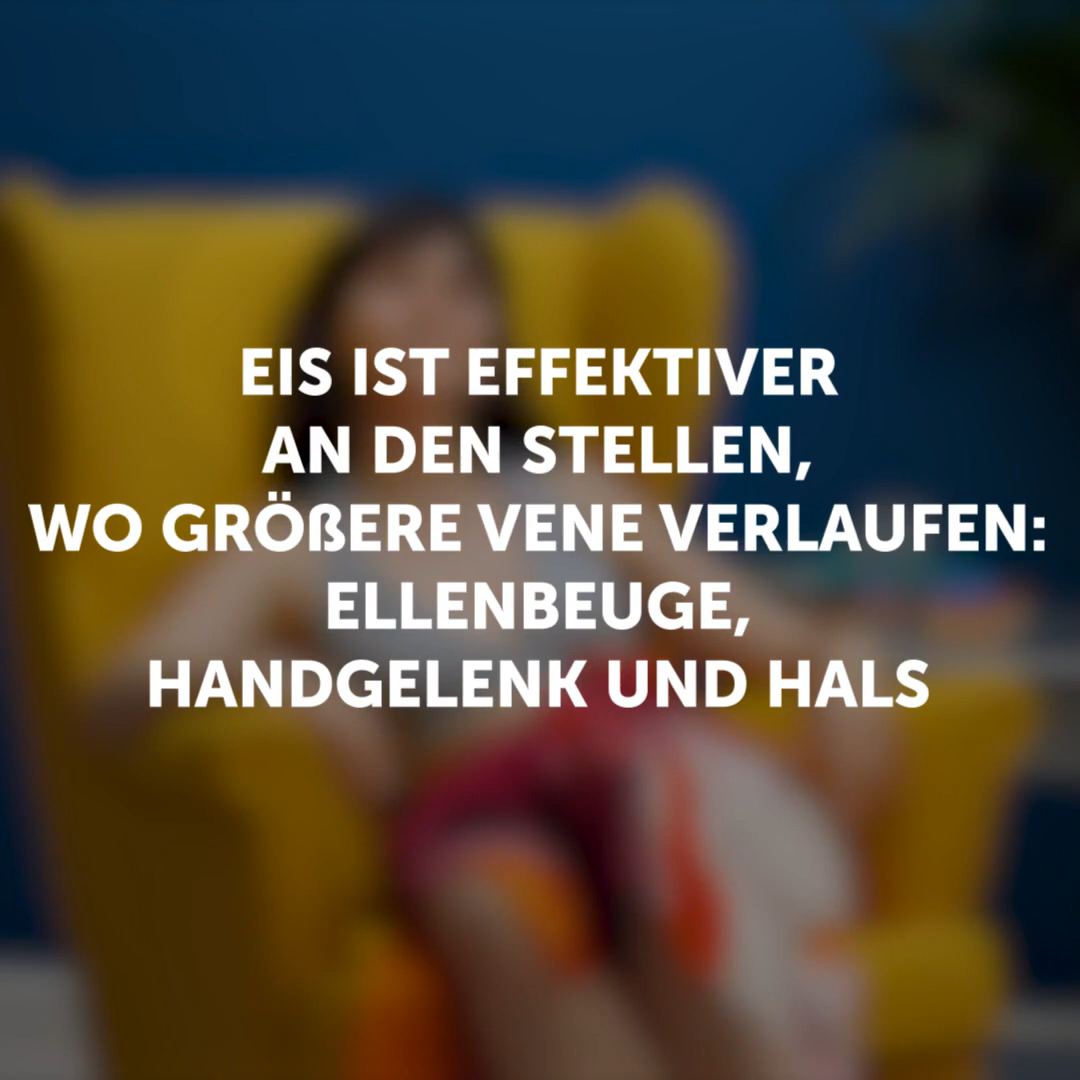 EIS IST EFFEKTIVER
AN DEN STELLEN,
WO GRÖßERE VENE VERLAUFEN:
ELLENBEUGE,
HANDGELENK UND HALS